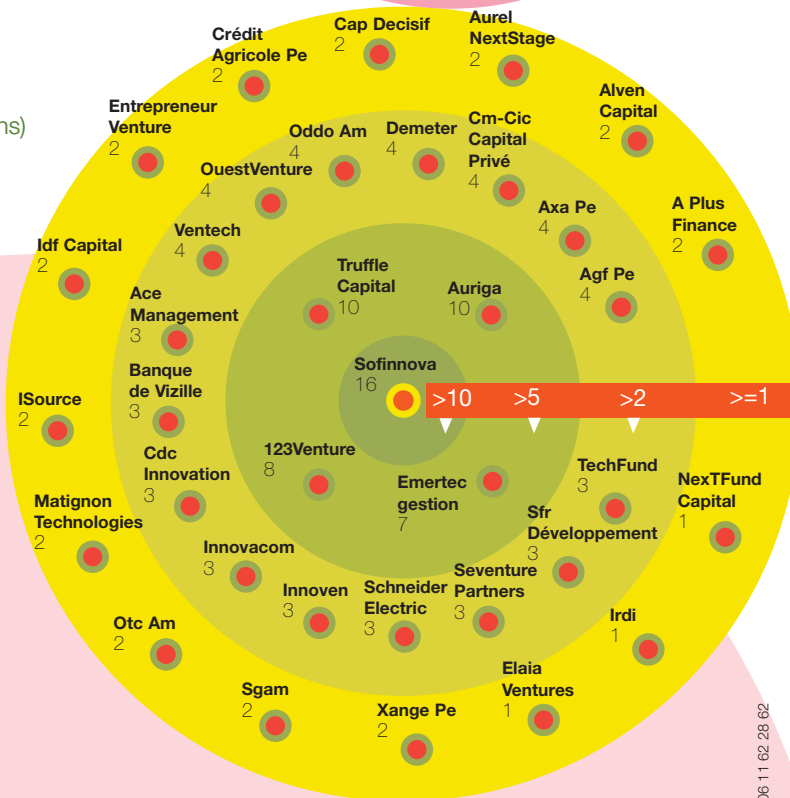 Cap Decisif
2
Aurel
NextStage
2
Crédit
Agricole Pe
2
Alven
Capital
2
Entrepreneur
Venture
2
ns)
Oddo Am
4
Demeter
4
Cm-Cic
Capital
Privé
4
OuestVenture
4
Axa Pe
4
A Plus
Finance
2
Ventech
4
Idf Capital
2
Agf Pe
4
Truffle
Capital
10
Auriga
10
Ace
Management
3
Sofinnova
16
Banque
de Vizille
3
>10
>5
>2
>=1
ISource
2
Cdc
Innovation
3
123Venture
8
Emertec
gestion
7
TechFund
3
NexTFund
Capital
1
Matignon
Technologies
2
Sfr
Développement
3
Innovacom
3
Innoven
3
Schneider
Electric
3
Seventure
Partners
3
Otc Am
2
Irdi
1
Sgam
2
Xange Pe
2
Elaia
Ventures
1
06 11 62 28 62